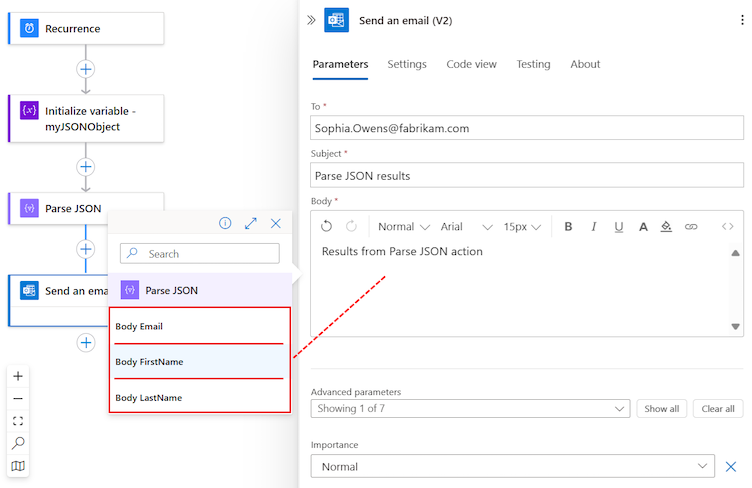 Recurrence
Initialize variable -
myJSONObject
Parse JSON
Send an ema
Search
Parse JSON
Body Email
Body FirstName
Body LastName
Send an email (V2)
Parameters
Settings
Code view
Testing
About
To *
Sophia.Owens@fabrikam.com
Subject *
Parse JSON results
Body *
Normal
Arial
15px
B
I
U
A
Results from Parse JSON action
Advanced parameters
Showing 1 of 7
Show all
Clear all
Importance
Normal